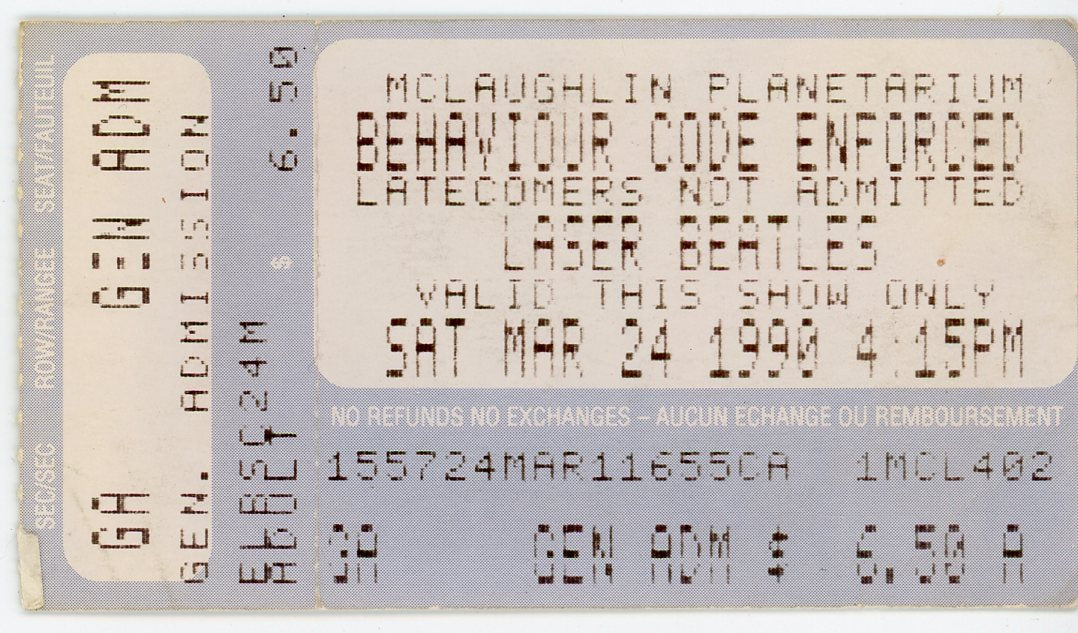 MCLAUGHLIN PLANETARIUM
BEHAVIOUR CODE ENFORCED
LATECOMERS NOT ADMITTED
LASER BEATLES
VALID THIS SHOW ONLY
SAT MAR 24 1990 4:15PM
NO REFUNDS NO EXCHANGES – AUCUN ECHANGE OU REMBOURSEMENT
155724MAR11655CA 1MCL402
GA GEN ADM $ 6.50 A
SEC/SEC ROW/RANGEE SEAT/FAUTEUIL
GA GEN ADM
GEN. ADMISSION
$ 6.50